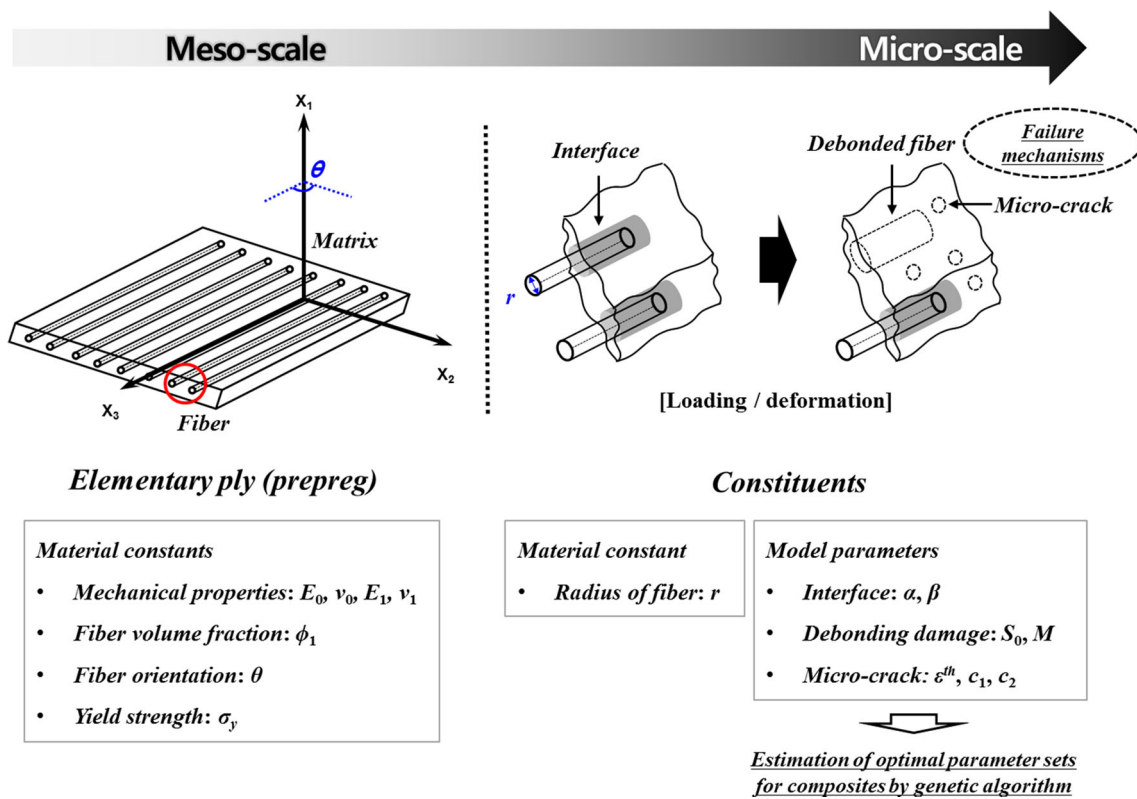 Meso-scale
Micro-scale
X₁
θ
Matrix
X₂
X₃
Fiber
Interface
r
Debonded fiber
Failure
mechanisms
Micro-crack
[Loading / deformation]
Elementary ply (prepreg)
Material constants
• Mechanical properties: E₀, ν₀, E₁, ν₁
• Fiber volume fraction: ϕ₁
• Fiber orientation: θ
• Yield strength: σ_y
Constituents
Material constant
• Radius of fiber: r
Model parameters
• Interface: α, β
• Debonding damage: S₀, M
• Micro-crack: εᵗʰ, c₁, c₂
Estimation of optimal parameter sets
for composites by genetic algorithm